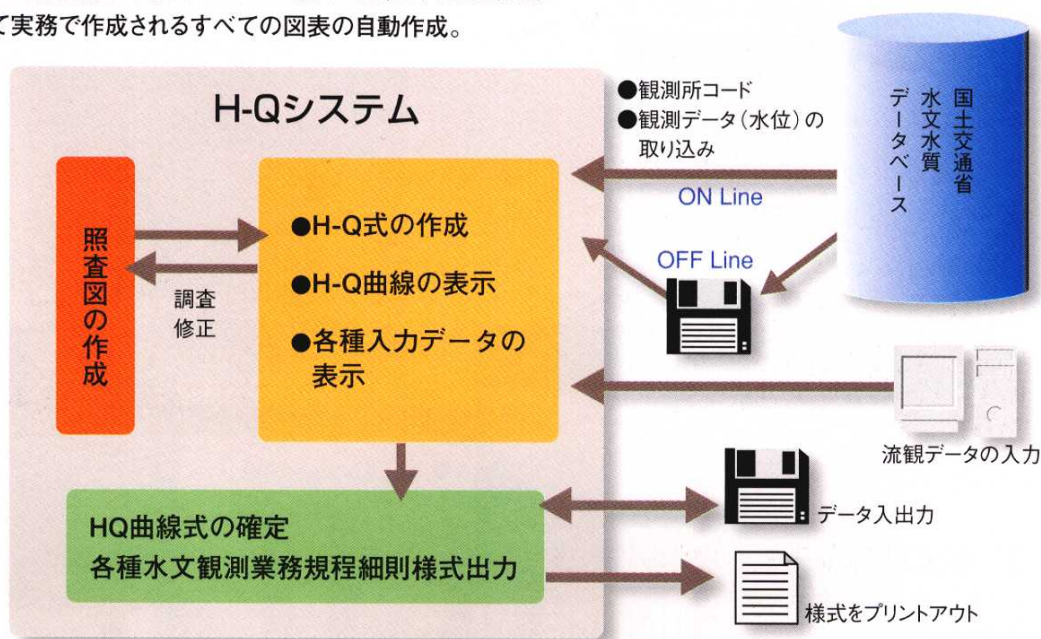 て実務で作成されるすべての図表の自動作成。
H-Qシステム
照査図の作成
調査
修正
●H-Q式の作成
●H-Q曲線の表示
●各種入力データの
表示
HQ曲線式の確定
各種水文観測業務規程細則様式出力
●観測所コード
●観測データ(水位)の
取り込み
ON Line
OFF Line
国土交通省
水文水質
データベース
流観データの入力
データ入出力
様式をプリントアウト